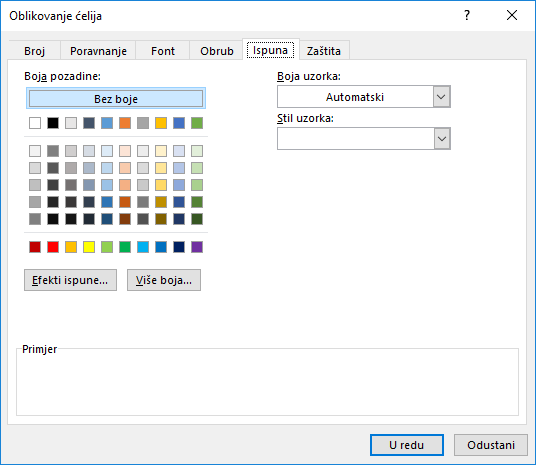 Oblikovanje ćelija
Broj Poravnanje Font Obrub Ispuna Zaštita
Boja pozadine:
Bez boje
Efekti ispune... Više boja...
Boja uzorka:
Automatski
Stil uzorka:
Primjer
U redu Odustani